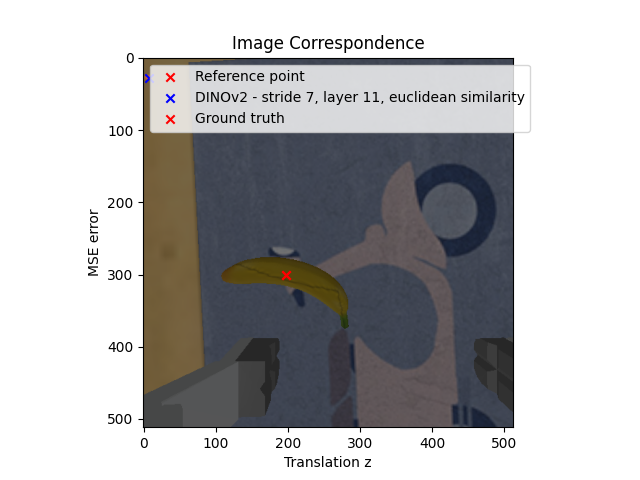 Image Correspondence
Reference point
DINOv2 - stride 7, layer 11, euclidean similarity
Ground truth
0
100
200
300
400
500
MSE error
0
100
200
300
400
500
Translation z